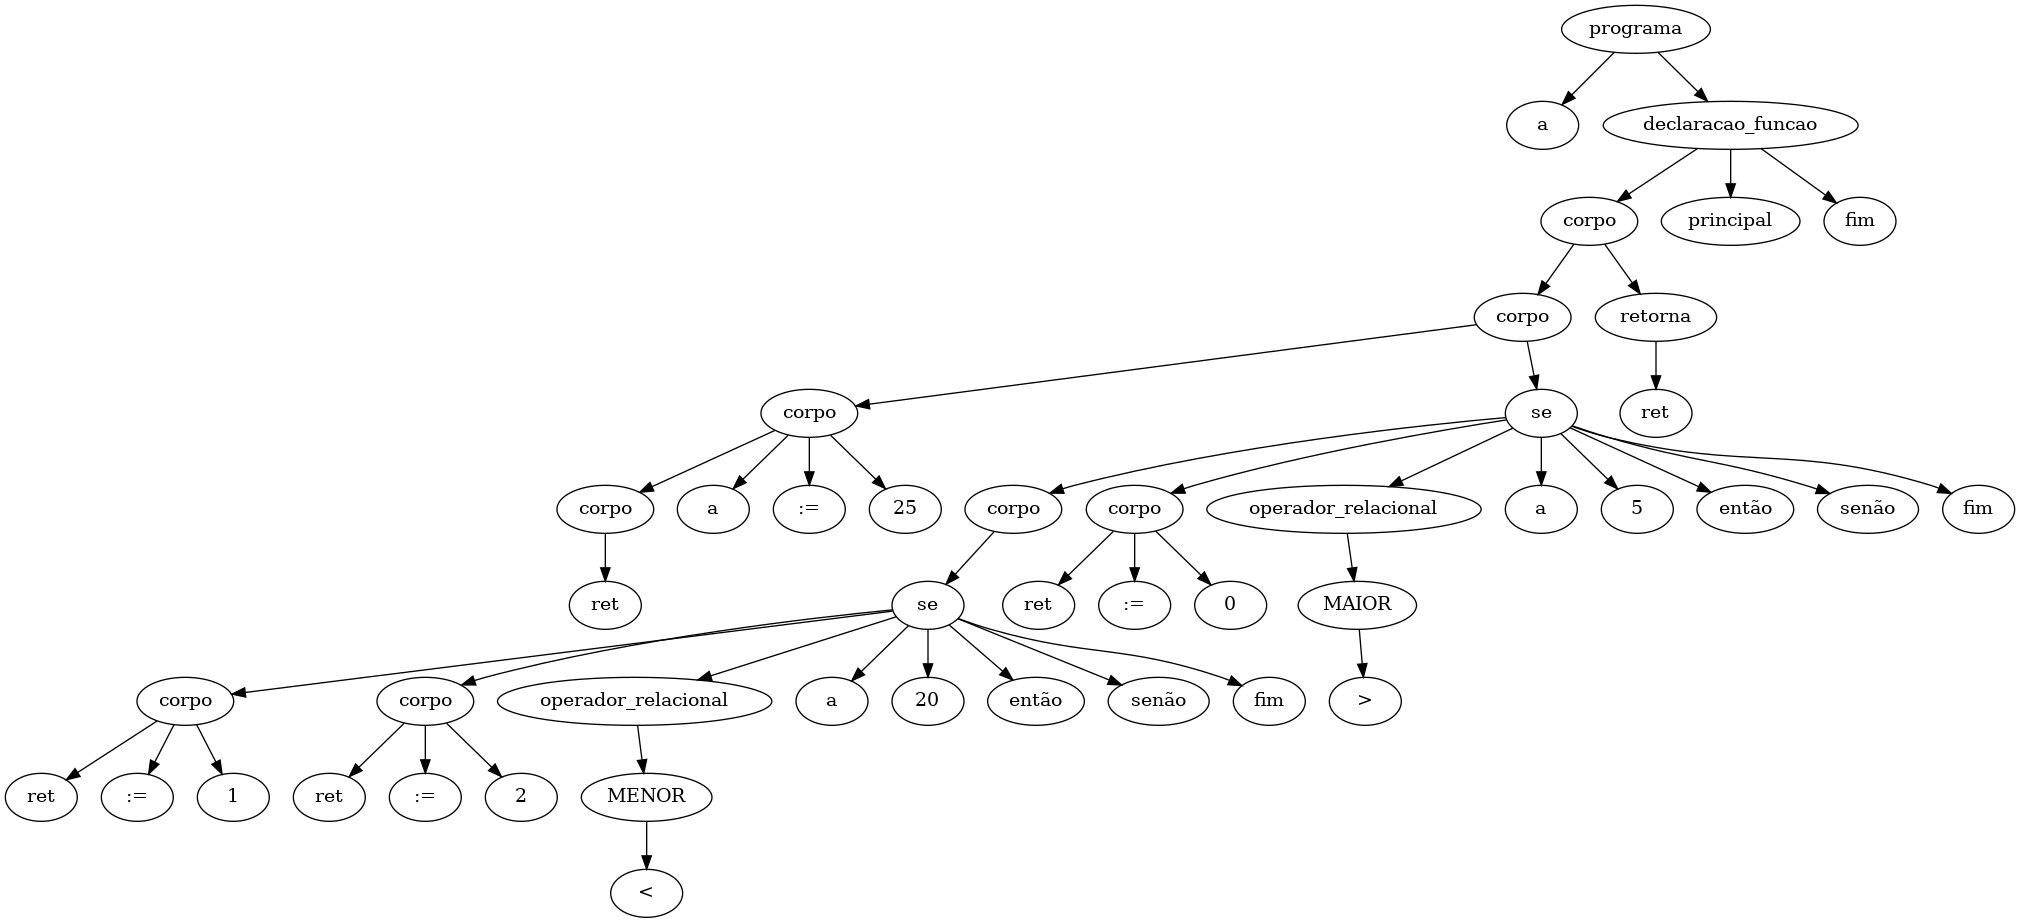 programa
a
declaracao_funcao
corpo
principal
fim
corpo
retorna
corpo
se
ret
corpo
a
:=
25
corpo
corpo
operador_relacional
a
5
então
senão
fim
ret
se
ret
:=
0
MAIOR
corpo
corpo
operador_relacional
a
20
então
senão
fim
>
ret
:=
1
ret
:=
2
MENOR
<